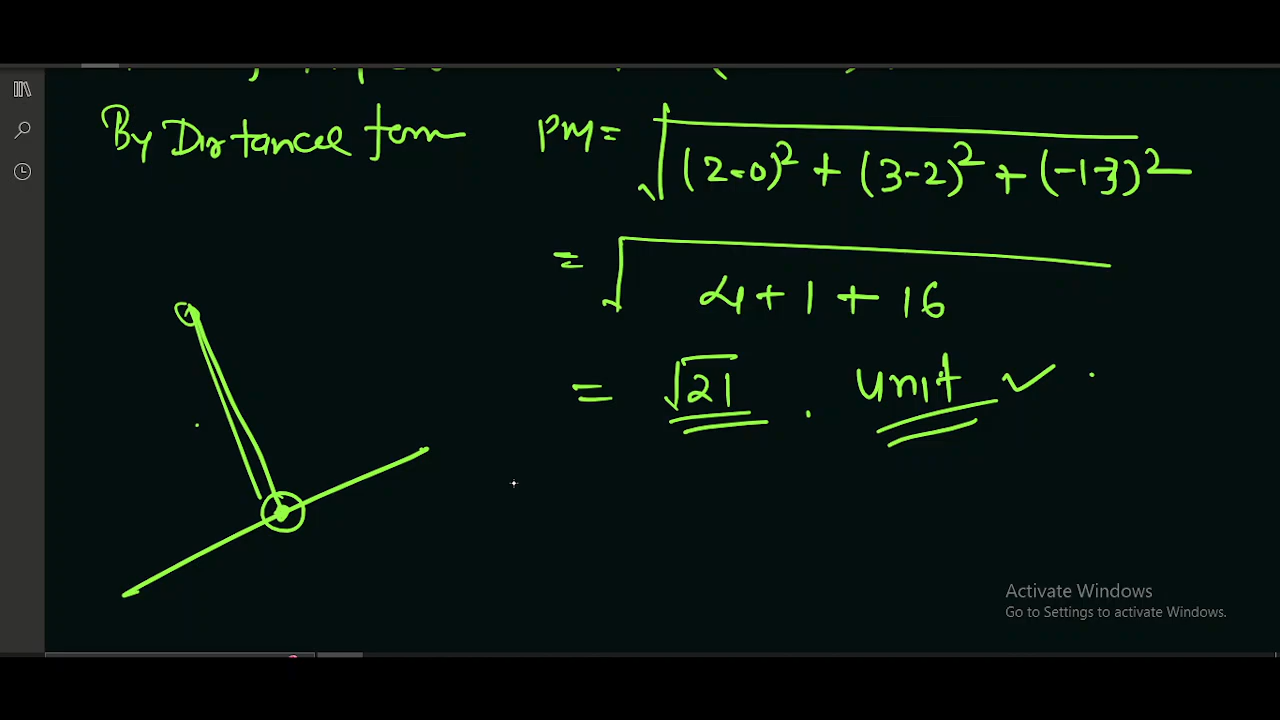 By Distancel form PM= √(2-0)² + (3-2)² + (-1-3)²
= √4+1+16
= √21 . unit ✓ .
Activate Windows
Go to Settings to activate Windows.